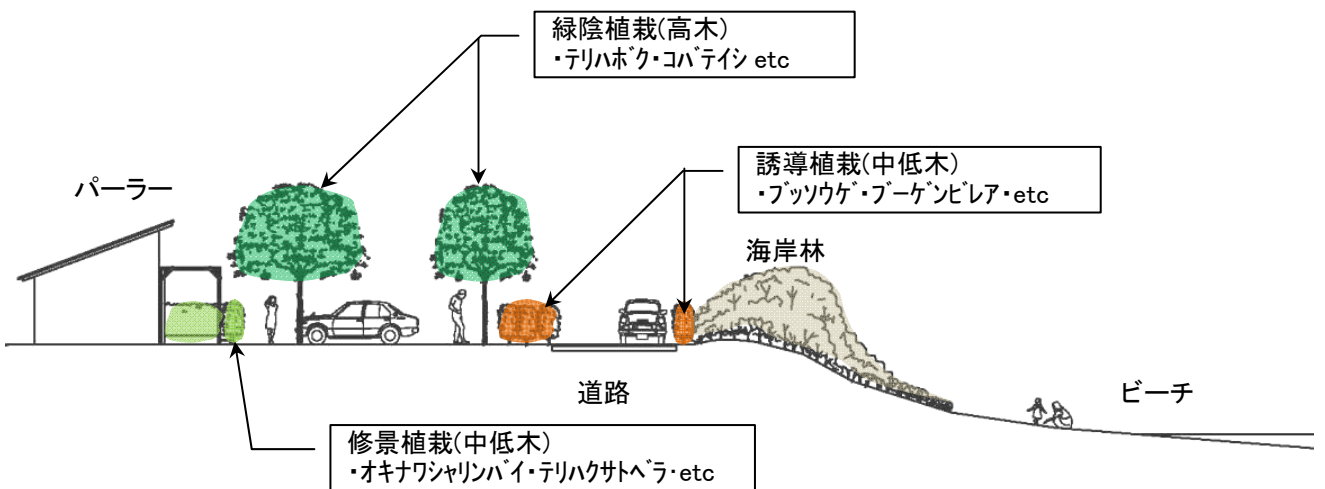 緑陰植栽(高木)
・テリハボク・コバテイシ etc
誘導植栽(中低木)
・ブッソウゲ・ブーゲンビレア・etc
パーラー
海岸林
道路
ビーチ
修景植栽(中低木)
・オキナワシャリンバイ・テリハクサトベラ・etc